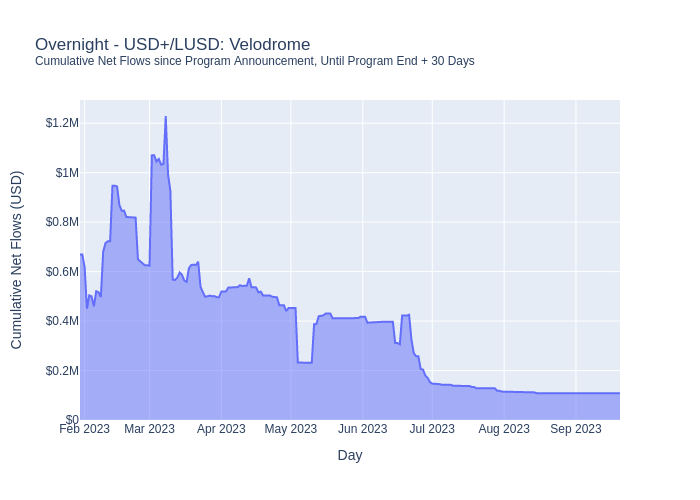 Overnight - USD+/LUSD: Velodrome
Cumulative Net Flows since Program Announcement, Until Program End + 30 Days
Cumulative Net Flows (USD)
$1.2M
$1M
$0.8M
$0.6M
$0.4M
$0.2M
$0
Feb 2023 Mar 2023 Apr 2023 May 2023 Jun 2023 Jul 2023 Aug 2023 Sep 2023
Day